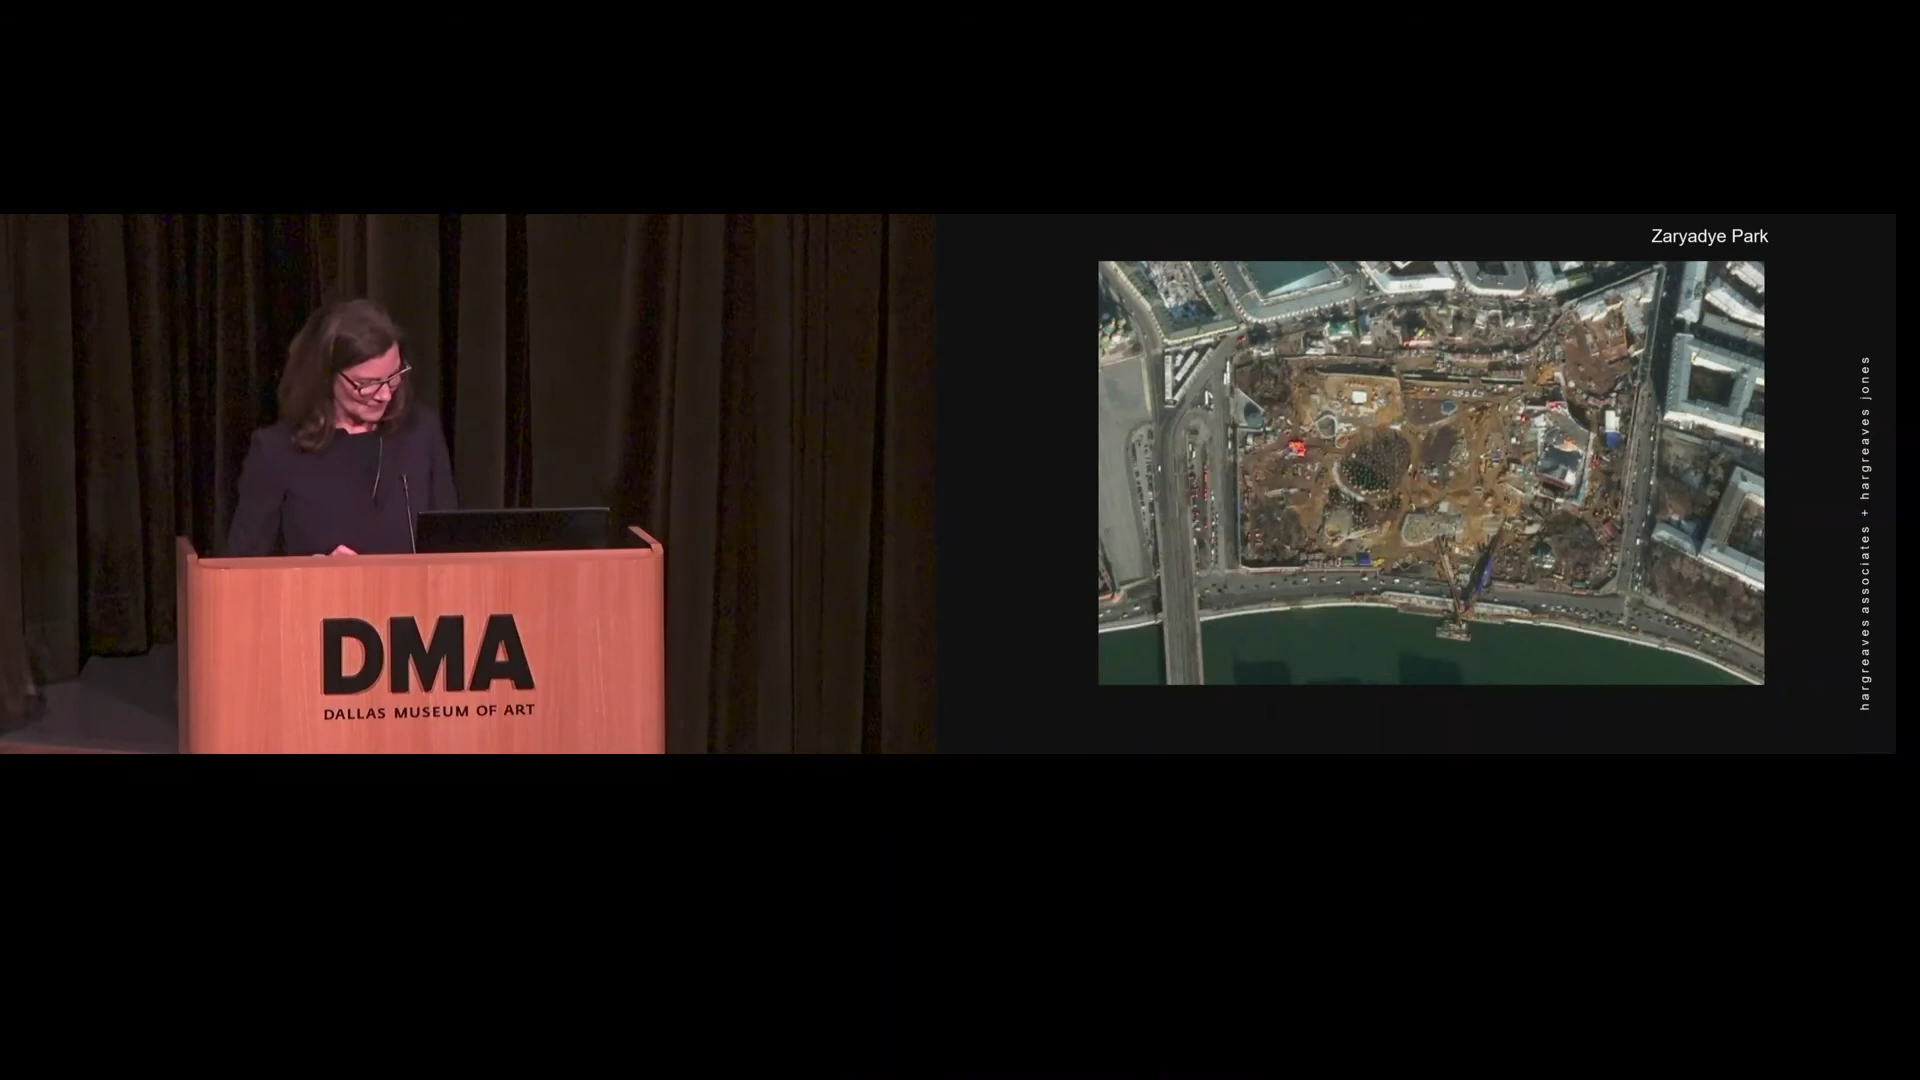 DMA
DALLAS MUSEUM OF ART
Zaryadye Park
hargreaves associates + hargreaves jones